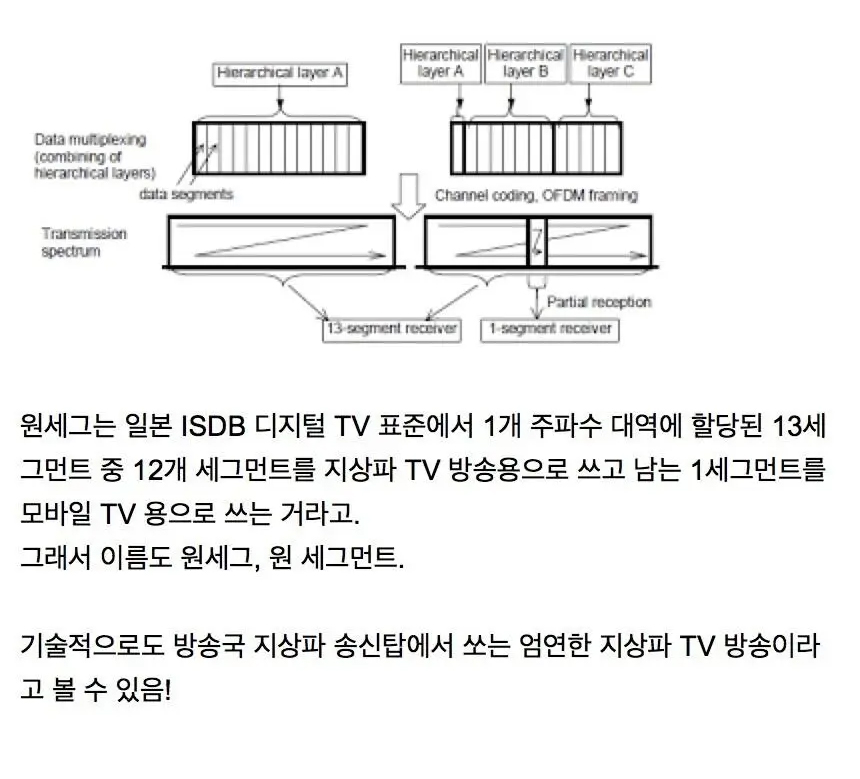 Hierarchical layer A
Hierarchical layer A
Hierarchical layer B
Hierarchical layer C
Data multiplexing
(combining of
hierarchical layers)
data segments
Channel coding, OFDM framing
Transmission
spectrum
Partial reception
13-segment receiver
1-segment receiver
원세그는 일본 ISDB 디지털 TV 표준에서 1개 주파수 대역에 할당된 13세
그먼트 중 12개 세그먼트를 지상파 TV 방송용으로 쓰고 남는 1세그먼트를
모바일 TV 용으로 쓰는 거라고.
그래서 이름도 원세그, 원 세그먼트.
기술적으로도 방송국 지상파 송신탑에서 쏘는 엄연한 지상파 TV 방송이라
고 볼 수 있음!